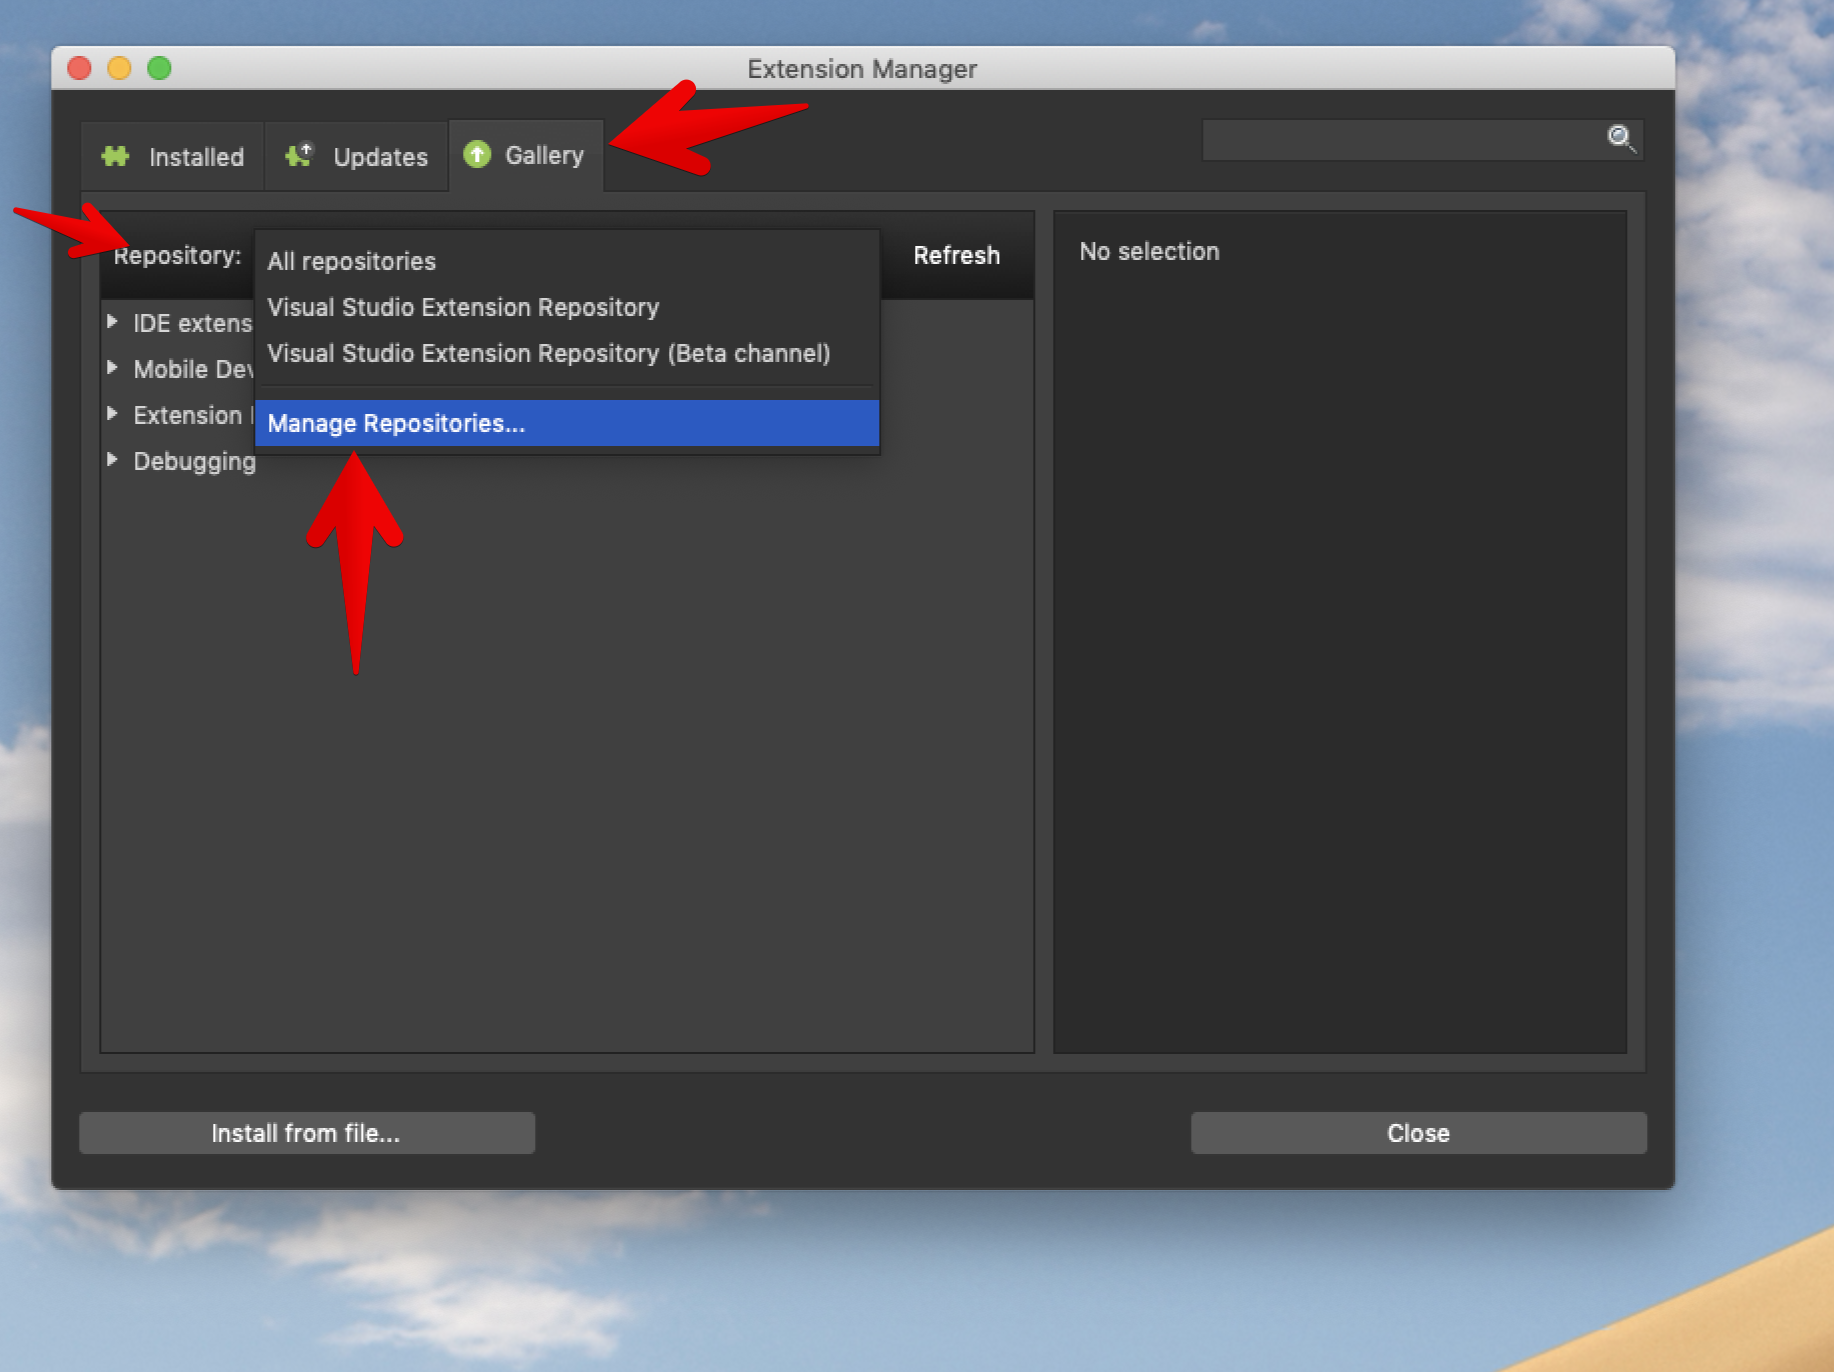 Extension Manager
Installed
Updates
Gallery
Repository:
All repositories
Refresh
No selection
Visual Studio Extension Repository
IDE extens
Visual Studio Extension Repository (Beta channel)
Mobile Dev
Extension
Manage Repositories...
Debugging
Install from file...
Close